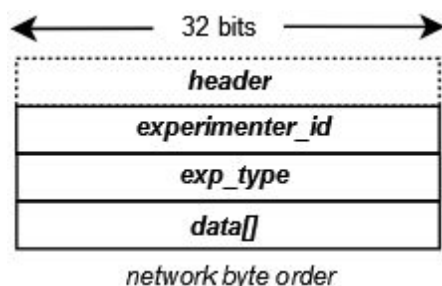 32 bits
header
experimenter_id
exp_type
data[]
network byte order